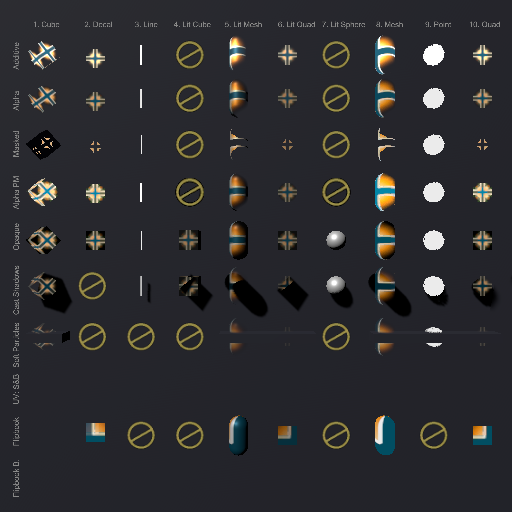 1. Cube 2. Decal 3. Line 4. Lit Cube 5. Lit Mesh 6. Lit Quad 7. Lit Sphere 8. Mesh 9. Point 10. Quad
Additive
Alpha
Masked
Alpha PM
Opaque
Cast Shadows
Soft Particles
UV: S&B
Flipbook
Flipbook B.